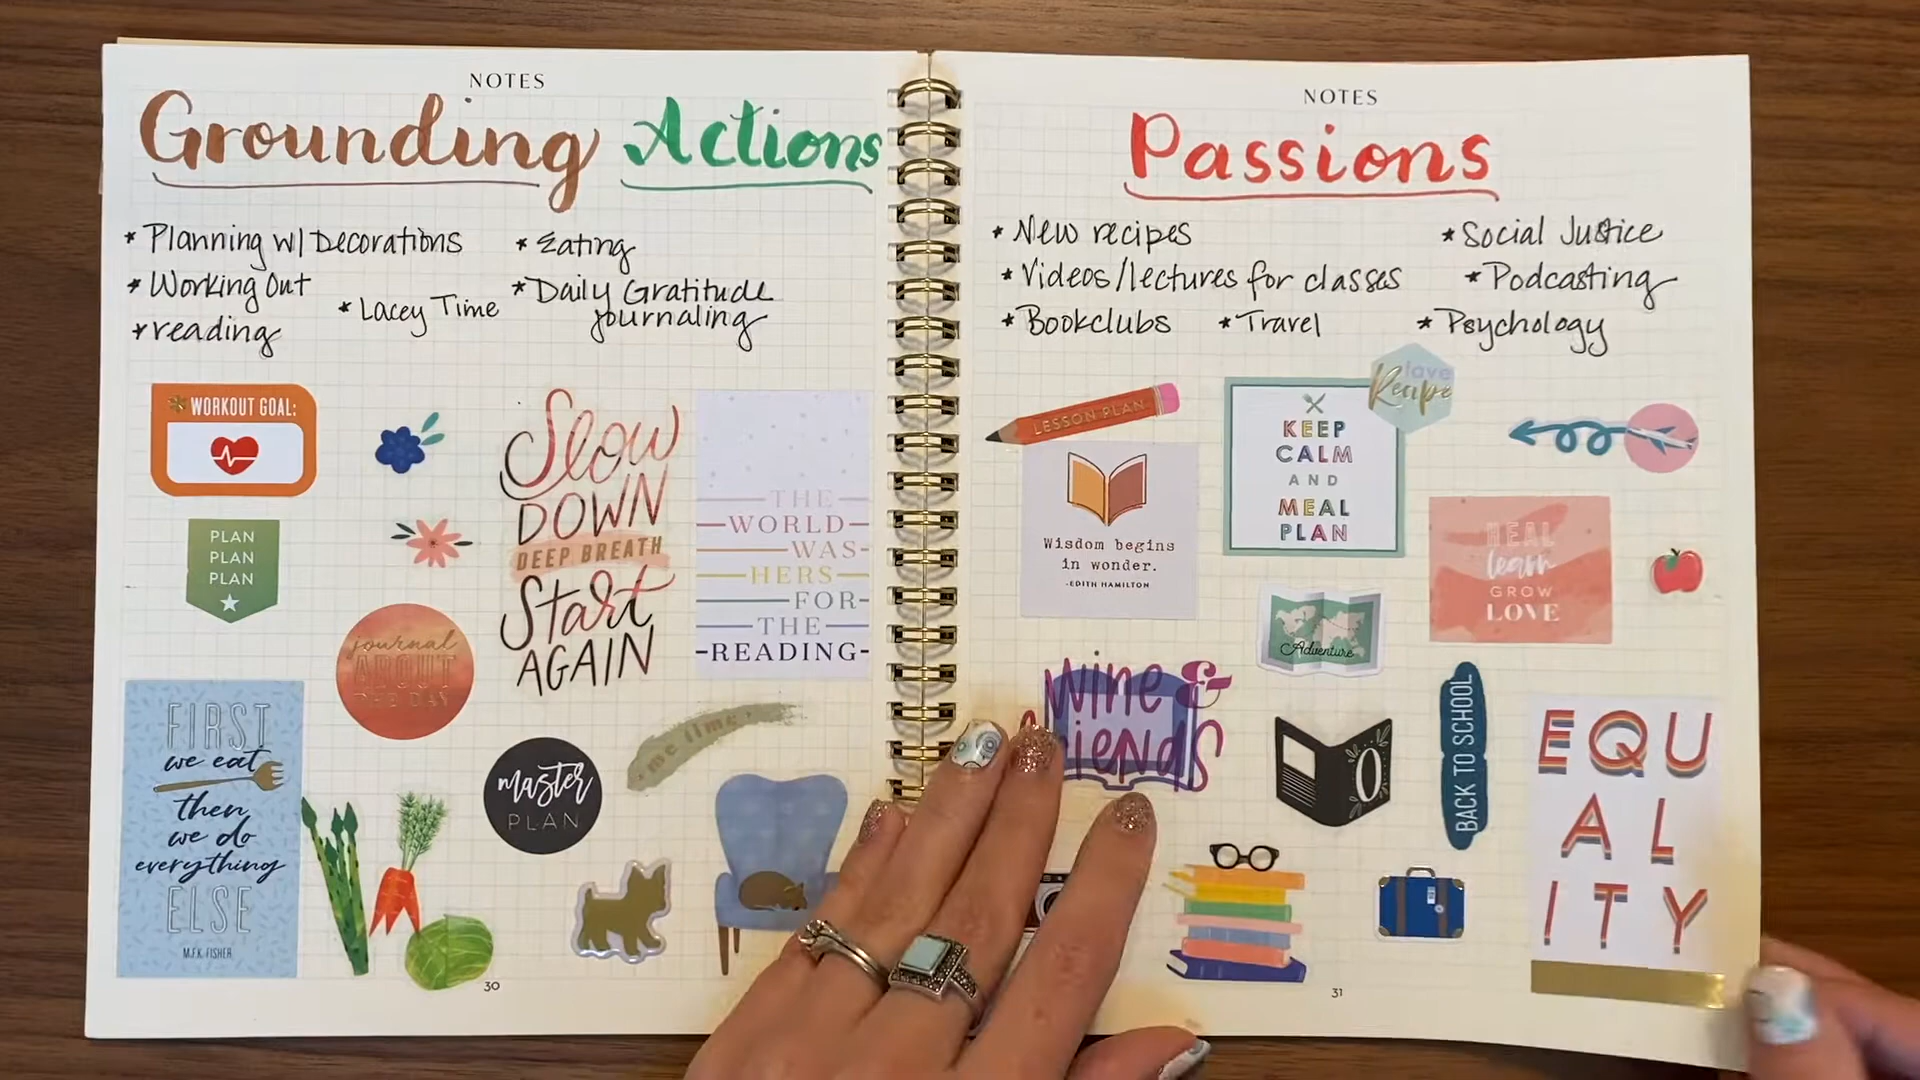 NOTES
Grounding Actions
* Planning w/ Decorations
* Working Out
* reading
* Lacey Time
* Eating
* Daily Gratitude
journaling
WORKOUT GOAL:
PLAN
PLAN
PLAN
journal
ABOUT
THE DAY
Slow
DOWN
DEEP BREATH
Start
AGAIN
THE
WORLD
WAS
HERS
FOR
THE
READING
FIRST
we eat
then
we do
everything
ELSE
M.F.K. FISHER
master
PLAN
me time
30
NOTES
Passions
* New recipes
* Videos/lectures for classes
* Bookclubs
* Travel
* Social Justice
* Podcasting
* Psychology
LESSON PLAN
Wisdom begins
in wonder.
-EDITH HAMILTON
KEEP
CALM
AND
MEAL
PLAN
love
Recipe
HEAL
learn
GROW
LOVE
Adventure
wine &
friends
BACK TO SCHOOL
EQU
AL
ITY
31